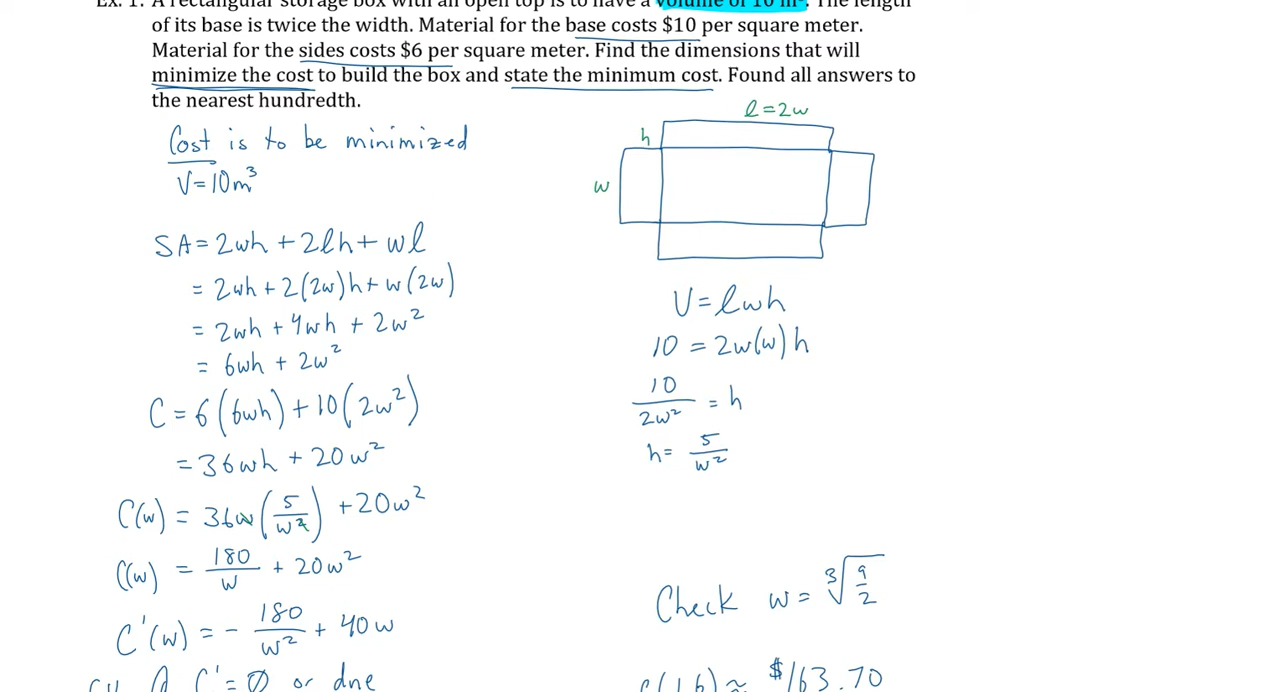 Ex. 1: A rectangular storage box with an open top is to have a volume of 10 m³. The length
of its base is twice the width. Material for the base costs $10 per square meter.
Material for the sides costs $6 per square meter. Find the dimensions that will
minimize the cost to build the box and state the minimum cost. Found all answers to
the nearest hundredth.
Cost is to be minimized
V=10m³
SA=2wh+2lh+wl
=2wh+2(2w)h+w(2w)
=2wh+4wh+2w²
=6wh+2w²
C=6(6wh)+10(2w²)
=36wh+20w²
C(w)=36w(5/w²)+20w²
C(w)=180/w+20w²
C'(w)=-180/w²+40w
C'=0 or dne
l=2w
h
w
V=lwh
10=2w(w)h
10/2w²=h
h=5/w²
Check w=³√(9/2)
≈ $163.70